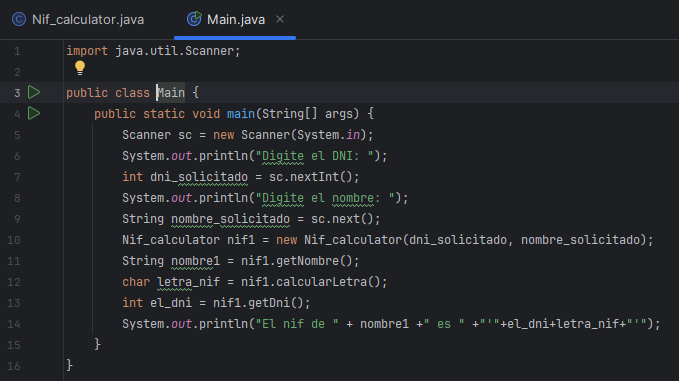 Nif_calculator.java Main.java
1 import java.util.Scanner;
2
3 public class Main {
4 public static void main(String[] args) {
5 Scanner sc = new Scanner(System.in);
6 System.out.println("Digite el DNI: ");
7 int dni_solicitado = sc.nextInt();
8 System.out.println("Digite el nombre: ");
9 String nombre_solicitado = sc.next();
10 Nif_calculator nif1 = new Nif_calculator(dni_solicitado, nombre_solicitado);
11 String nombre1 = nif1.getNombre();
12 char letra_nif = nif1.calcularLetra();
13 int el_dni = nif1.getDni();
14 System.out.println("El nif de " + nombre1 +" es " +"'"+el_dni+letra_nif+"'");
15 }
16 }